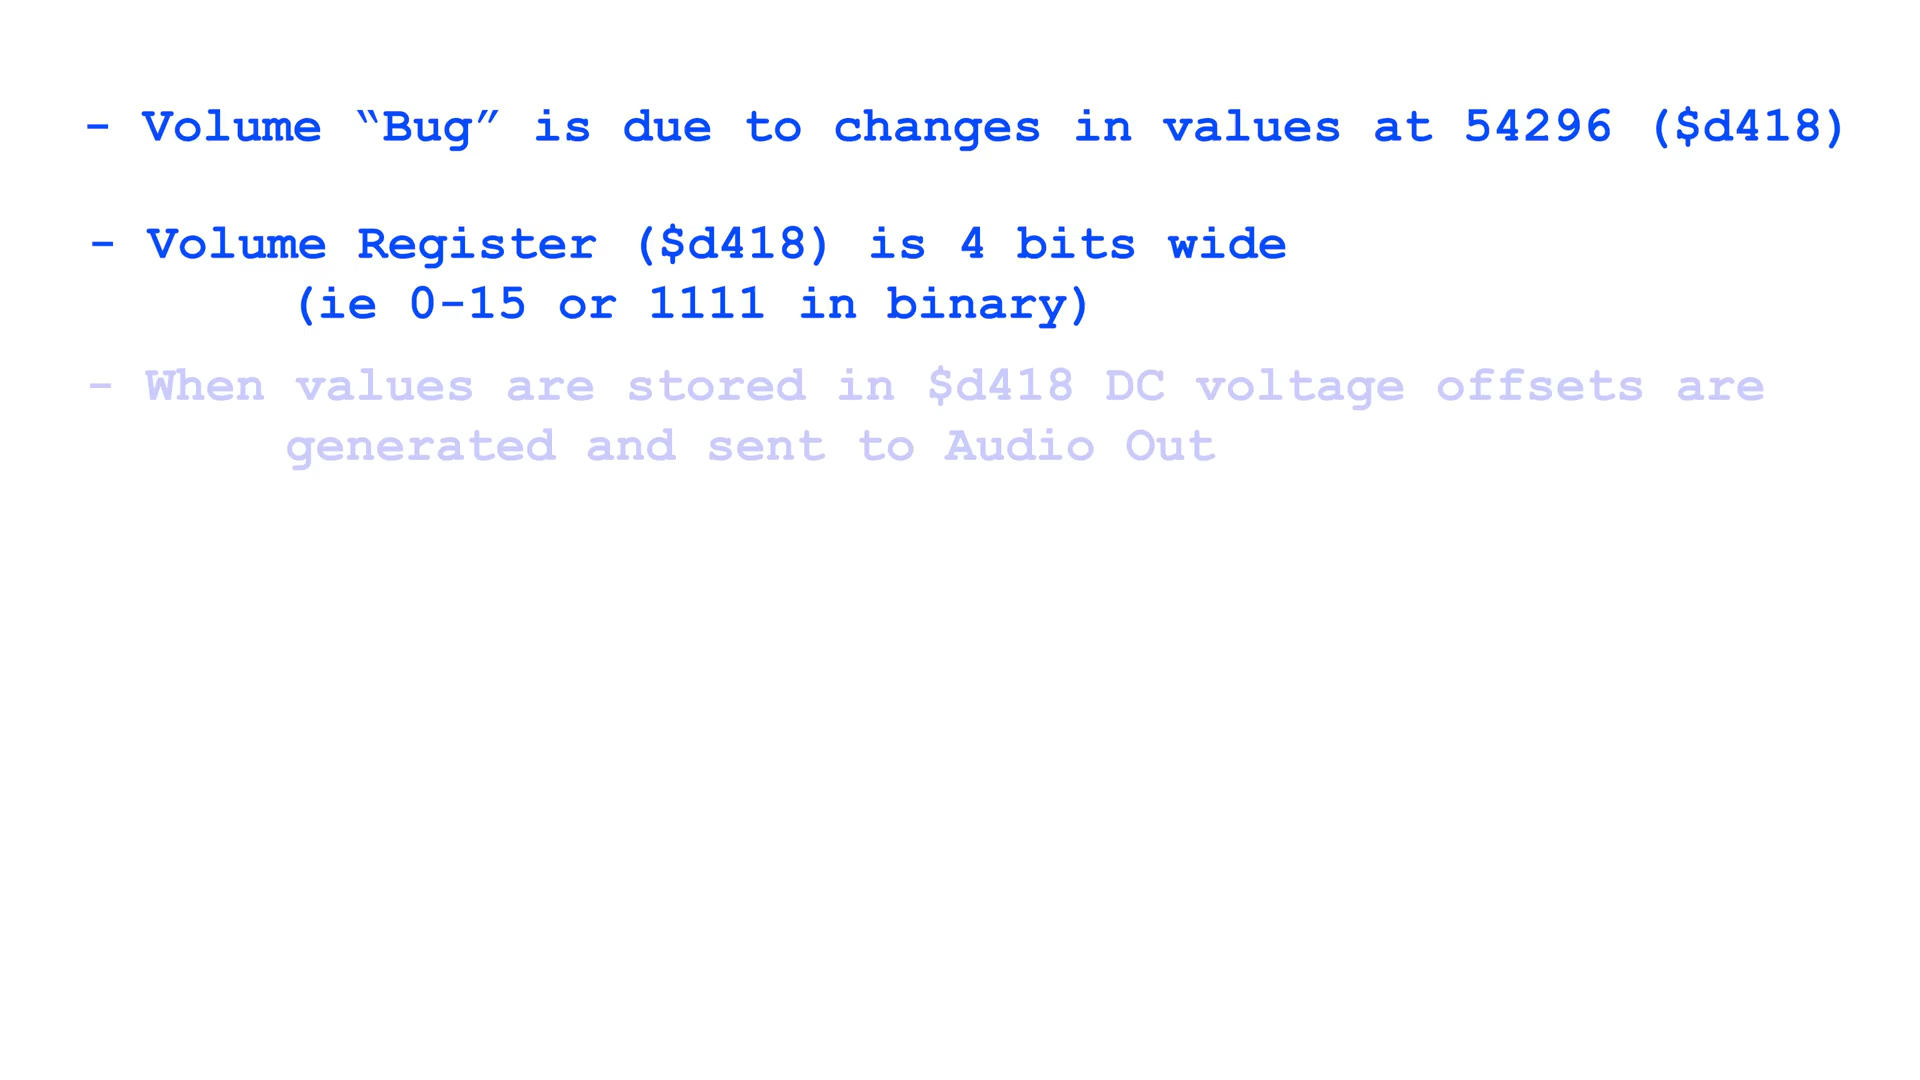 - Volume “Bug” is due to changes in values at 54296 ($d418)
- Volume Register ($d418) is 4 bits wide
(ie 0-15 or 1111 in binary)
- When values are stored in $d418 DC voltage offsets are
generated and sent to Audio Out